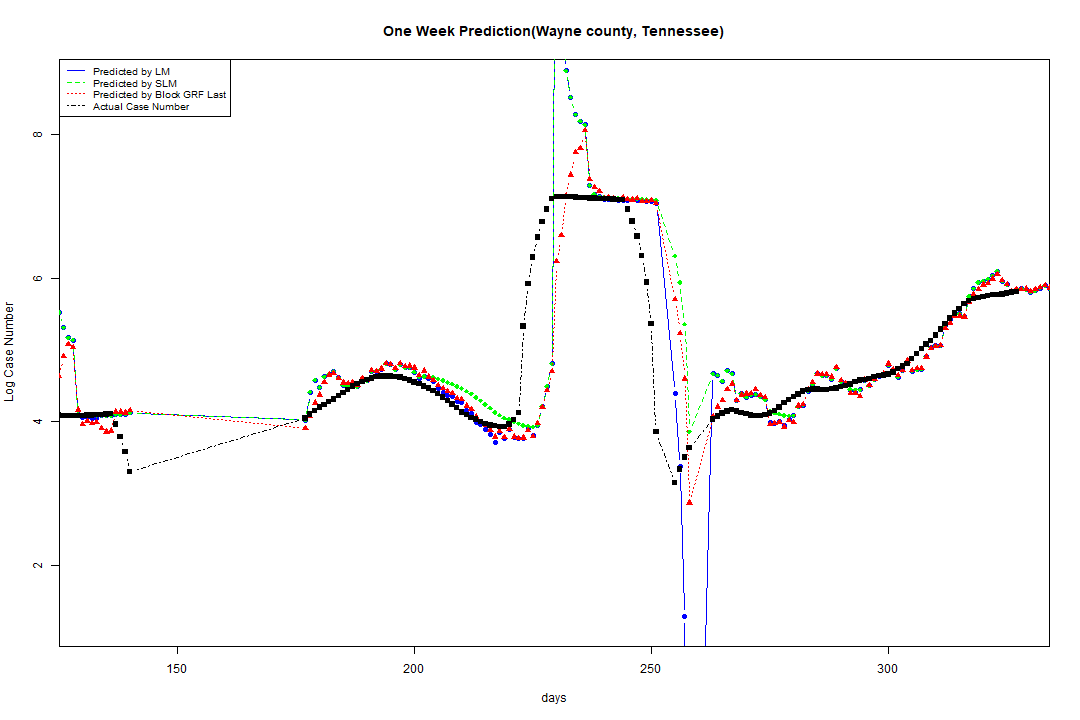 One Week Prediction(Wayne county, Tennessee)
Predicted by LM
Predicted by SLM
Predicted by Block GRF Last
Actual Case Number
8
6
4
2
Log Case Number
150 200 250 300
days